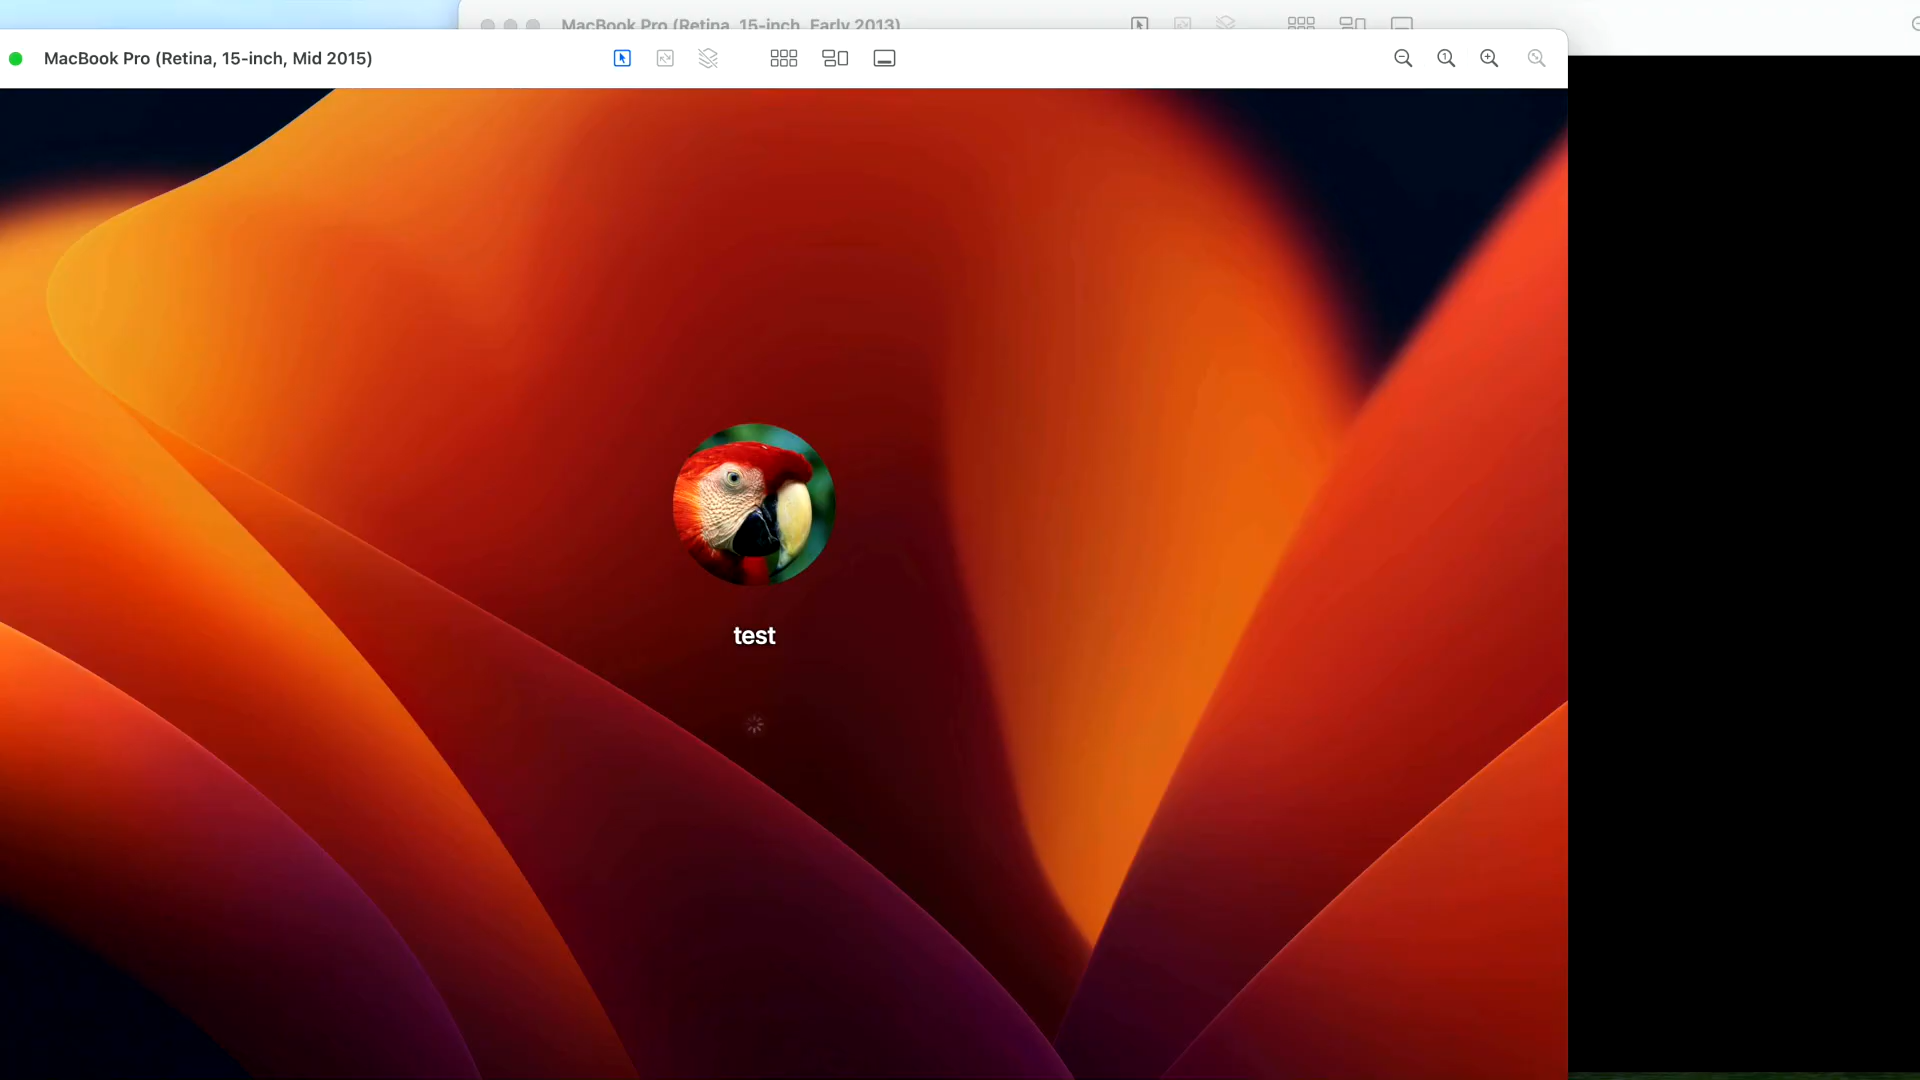 MacBook Pro (Retina, 15-inch, Early 2013)
MacBook Pro (Retina, 15-inch, Mid 2015)
test